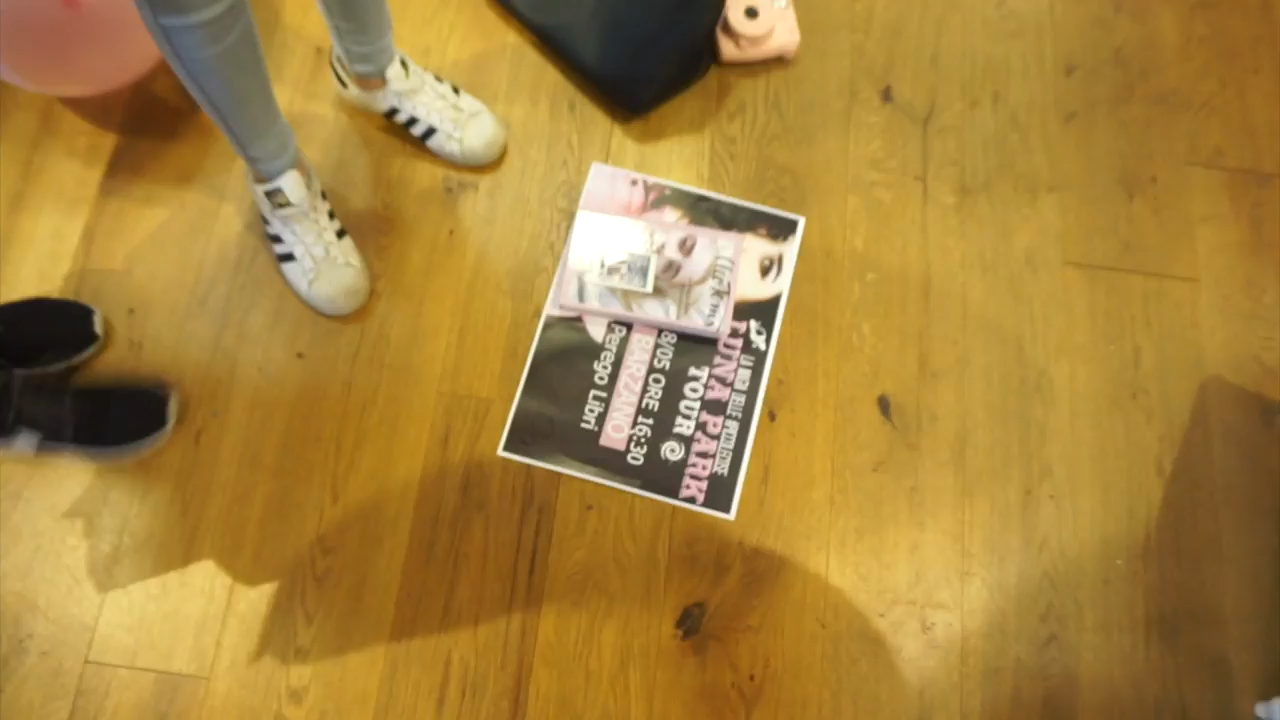 LUNA PARK
TOUR @
8/05 ORE 16:30
BARZANO'
Perego Libri